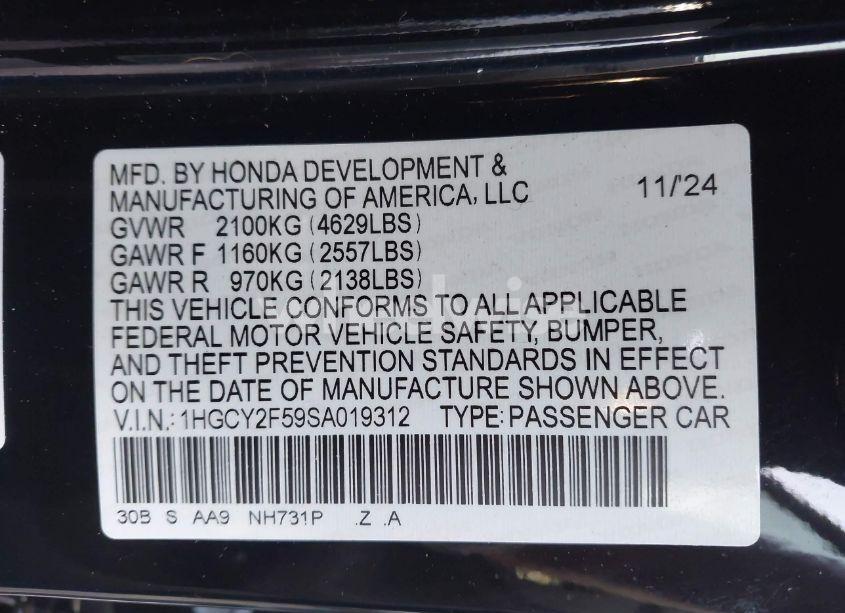 MFD. BY HONDA DEVELOPMENT &
MANUFACTURING OF AMERICA, LLC 11/'24
GVWR 2100KG (4629LBS)
GAWR F 1160KG (2557LBS)
GAWR R 970KG (2138LBS)
THIS VEHICLE CONFORMS TO ALL APPLICABLE
FEDERAL MOTOR VEHICLE SAFETY, BUMPER,
AND THEFT PREVENTION STANDARDS IN EFFECT
ON THE DATE OF MANUFACTURE SHOWN ABOVE.
V.I.N.: 1HGCY2F59SA019312 TYPE: PASSENGER CAR
30B S AA9 NH731P .Z .A